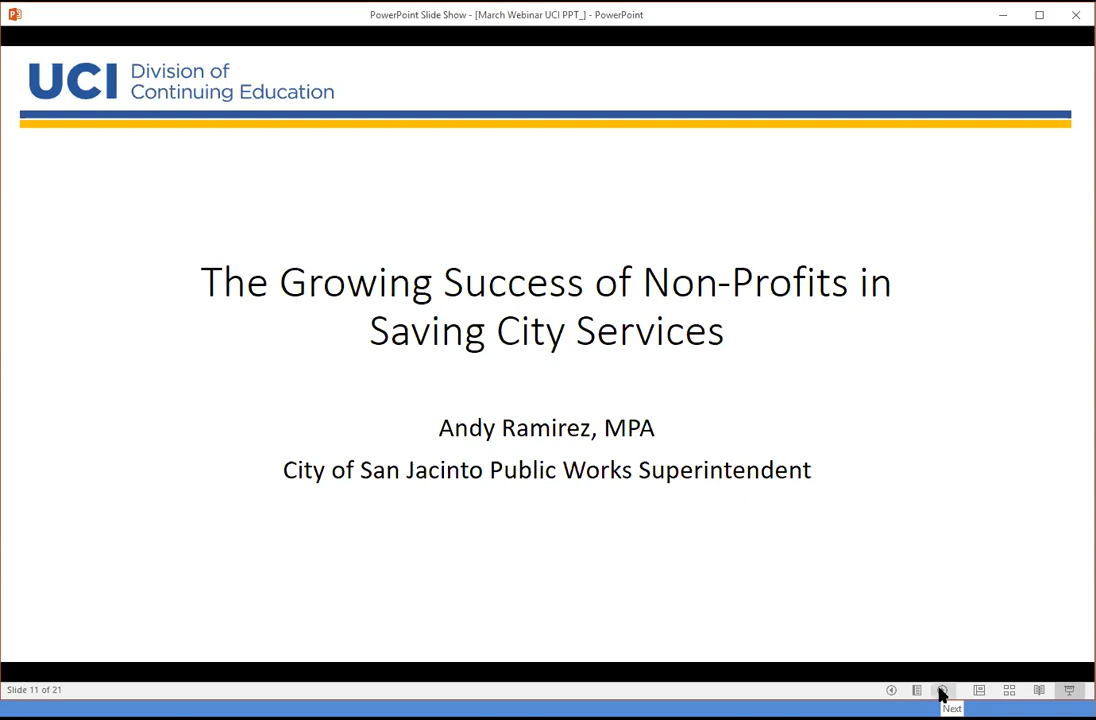 PowerPoint Slide Show - [March Webinar UCI PPT_] - PowerPoint
UCI Division of
Continuing Education
The Growing Success of Non-Profits in
Saving City Services
Andy Ramirez, MPA
City of San Jacinto Public Works Superintendent
Slide 11 of 21
Next